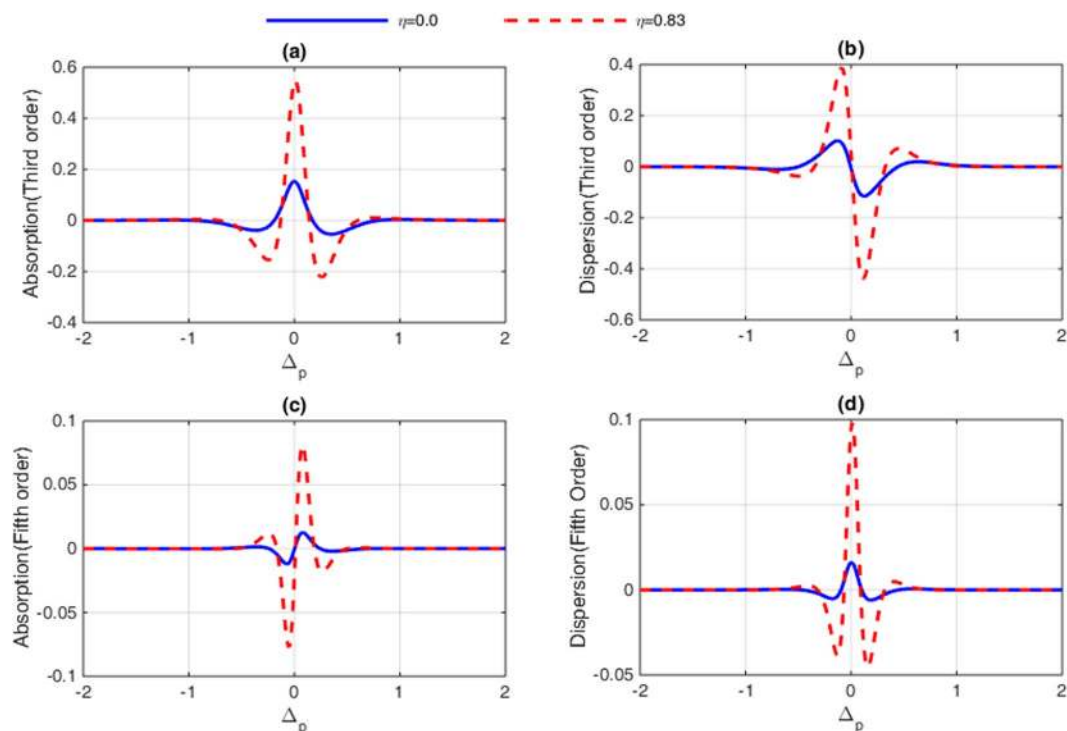 η=0.0 η=0.83
(a)
Absorption(Third order)
0.6
0.4
0.2
0
-0.2
-0.4
-2 -1 0 1 2
Δp
(b)
Dispersion(Third order)
0.4
0.2
0
-0.2
-0.4
-0.6
-2 -1 0 1 2
Δp
(c)
Absorption(Fifth order)
0.1
0.05
0
-0.05
-0.1
-2 -1 0 1 2
Δp
(d)
Dispersion(Fifth Order)
0.1
0.05
0
0.05
-2 -1 0 1 2
Δp